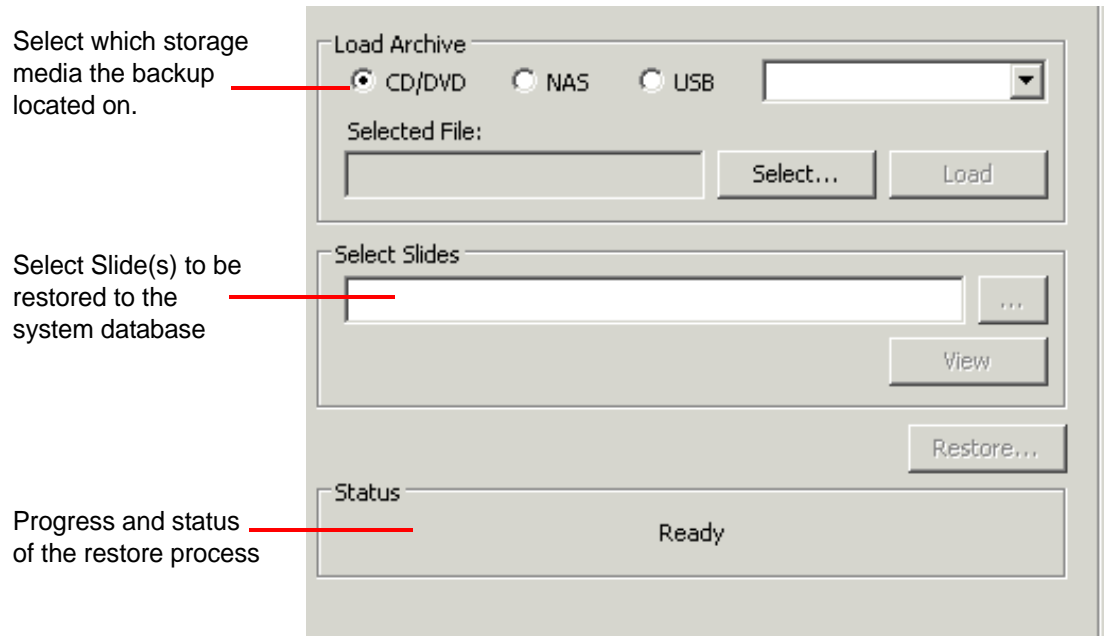 Select which storage
media the backup
located on.
Load Archive
CD/DVD NAS USB
Selected File:
Select... Load
Select Slide(s) to be
restored to the
system database
Select Slides
...
View
Restore...
Progress and status
of the restore process
Status
Ready